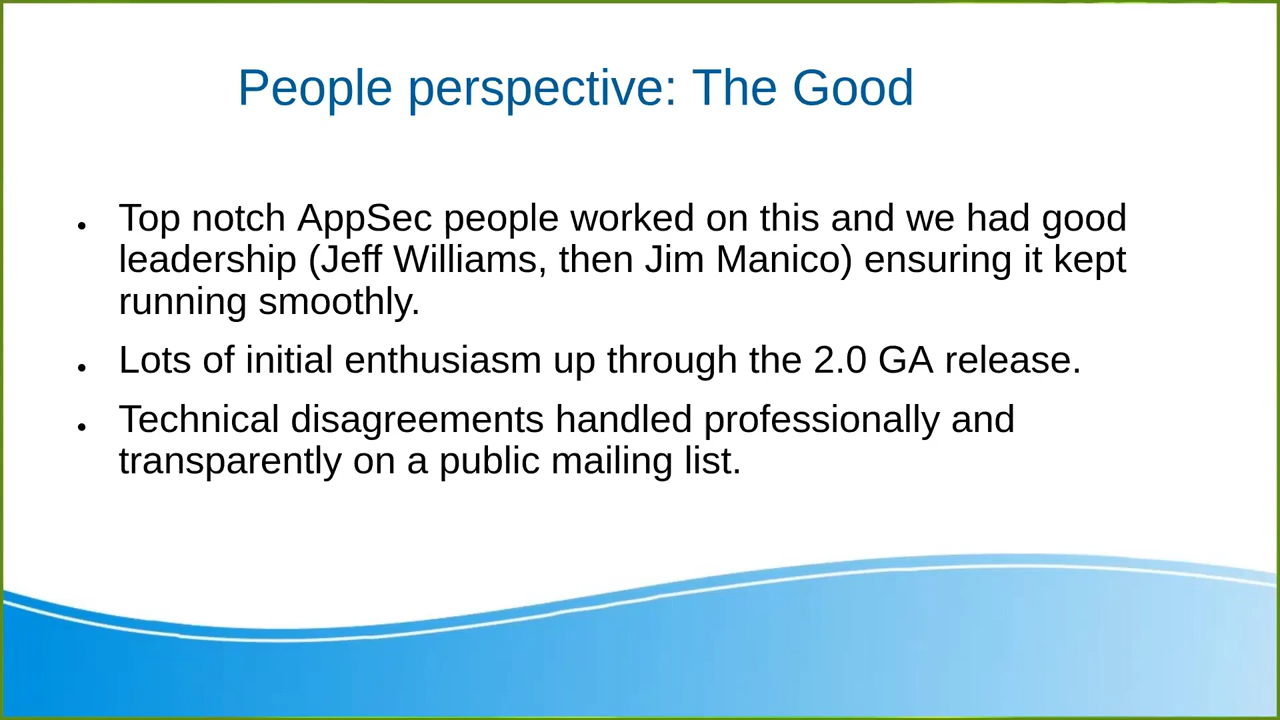 People perspective: The Good
● Top notch AppSec people worked on this and we had good
leadership (Jeff Williams, then Jim Manico) ensuring it kept
running smoothly.
● Lots of initial enthusiasm up through the 2.0 GA release.
● Technical disagreements handled professionally and
transparently on a public mailing list.